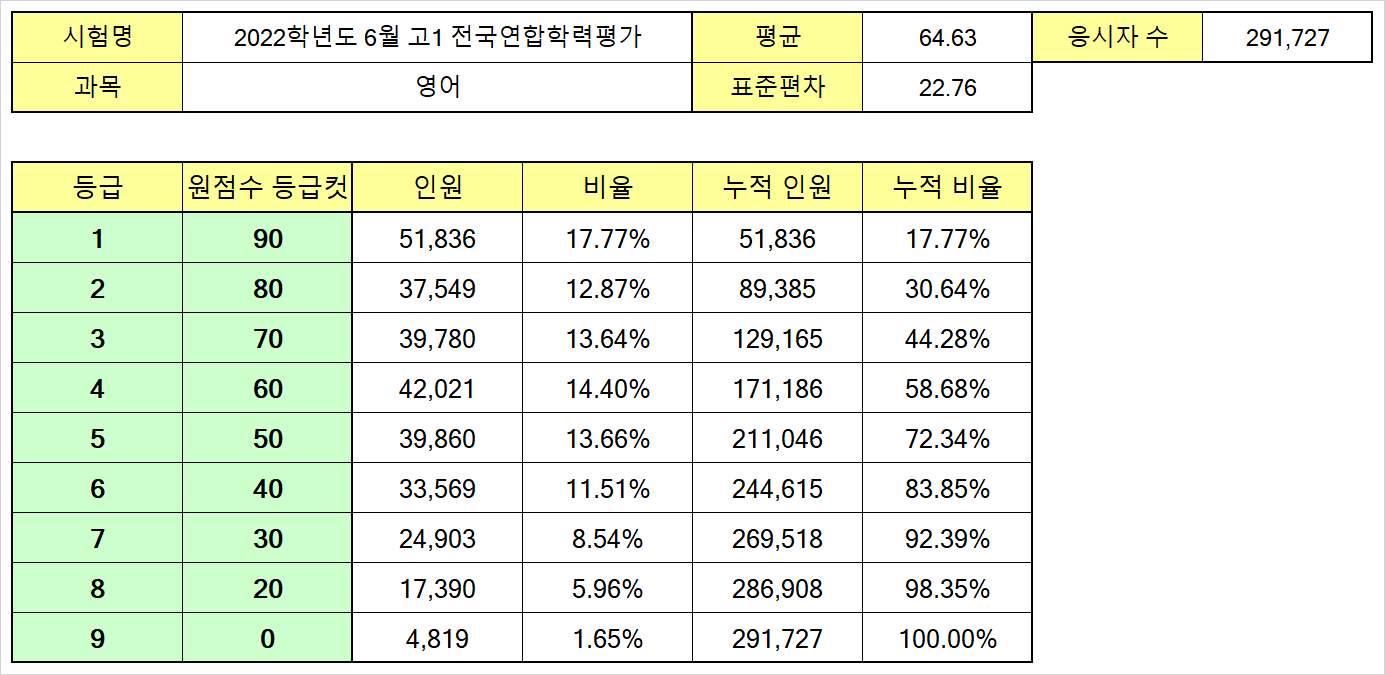 시험명 2022학년도 6월 고1 전국연합학력평가 평균 64.63 응시자 수 291,727
과목 영어 표준편차 22.76
등급 원점수 등급컷 인원 비율 누적 인원 누적 비율
1 90 51,836 17.77% 51,836 17.77%
2 80 37,549 12.87% 89,385 30.64%
3 70 39,780 13.64% 129,165 44.28%
4 60 42,021 14.40% 171,186 58.68%
5 50 39,860 13.66% 211,046 72.34%
6 40 33,569 11.51% 244,615 83.85%
7 30 24,903 8.54% 269,518 92.39%
8 20 17,390 5.96% 286,908 98.35%
9 0 4,819 1.65% 291,727 100.00%